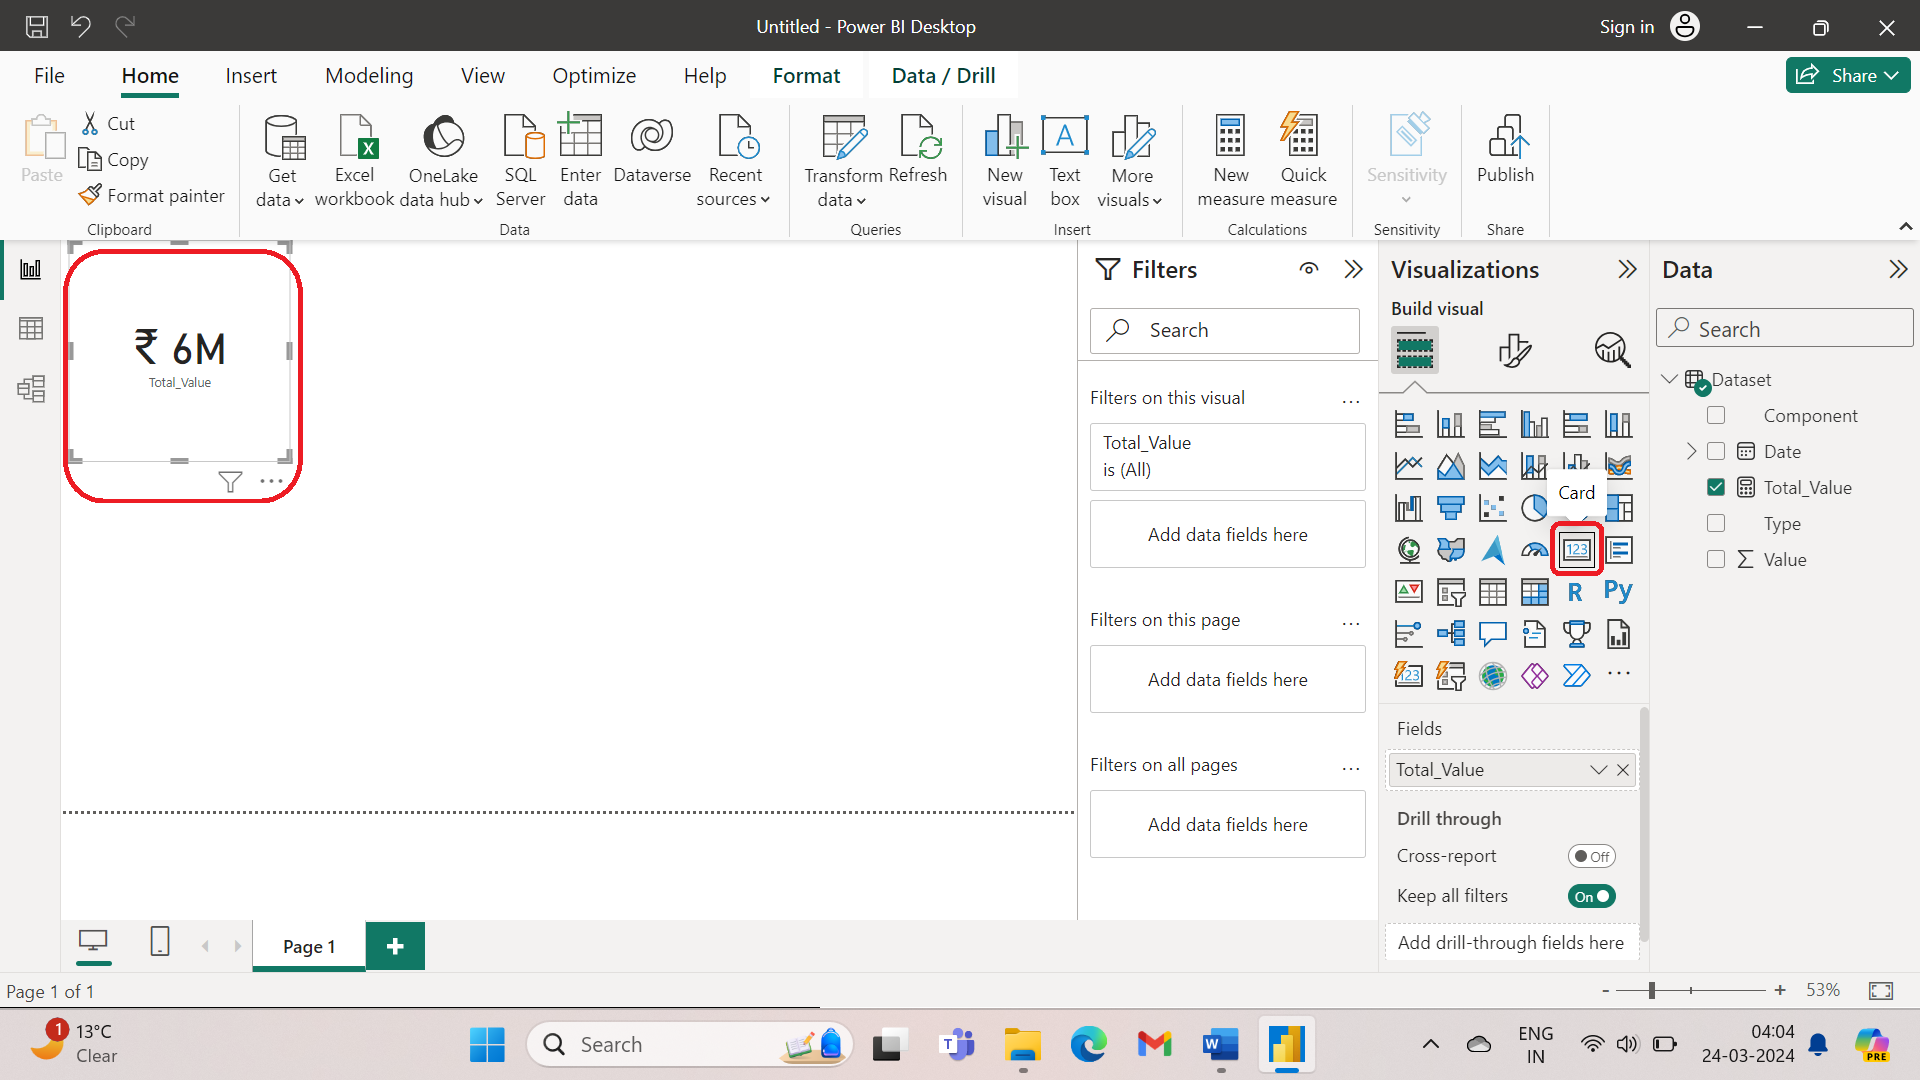 Untitled - Power BI Desktop
Sign in
File
Home
Insert
Modeling
View
Optimize
Help
Format
Data / Drill
Share
Paste
Cut
Copy
Format painter
Clipboard
Get
data
Excel
workbook
OneLake
data hub
SQL
Server
Enter
data
Dataverse
Recent
sources
Data
Transform
data
Refresh
Queries
New
visual
A
Text
box
More
visuals
Insert
New
measure
Quick
measure
Calculations
Sensitivity
Sensitivity
Publish
Share
₹ 6M
Total_Value
Filters
Search
Filters on this visual
...
Total_Value
is (All)
Add data fields here
Filters on this page
...
Add data fields here
Filters on all pages
...
Add data fields here
Visualizations
Build visual
Card
123
R
Py
123
...
Fields
Total_Value
Drill through
Cross-report
Off
Keep all filters
On
Add drill-through fields here
Data
Search
Dataset
Component
Date
Total_Value
Type
Σ Value
Page 1
+
Page 1 of 1
- + 53%
1
13°C
Clear
Search
T
W
ENG
IN
04:04
24-03-2024
PRE